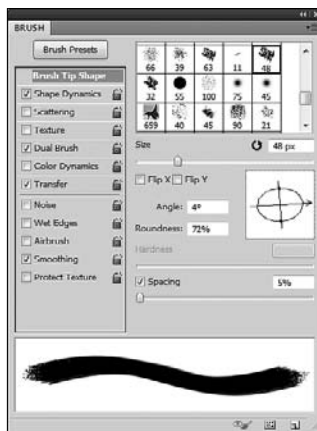 BRUSH
Brush Presets
Brush Tip Shape
Shape Dynamics
Scattering
Texture
Dual Brush
Color Dynamics
Transfer
Noise
Wet Edges
Airbrush
Smoothing
Protect Texture
66 39 63 11 48
32 55 100 75 45
659 40 45 90 21
Size 48 px
Flip X Flip Y
Angle: 4º
Roundness: 72%
Hardness
Spacing 5%